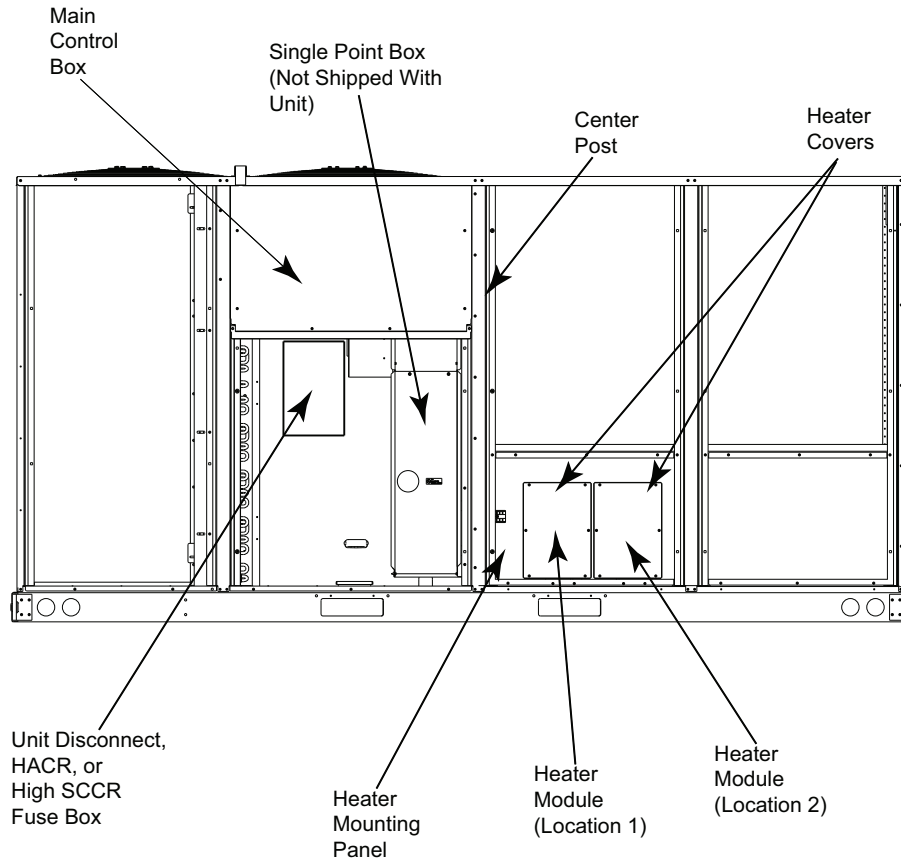 Main
Control
Box
Single Point Box
(Not Shipped With
Unit)
Center
Post
Heater
Covers
Unit Disconnect,
HACR, or
High SCCR
Fuse Box
Heater
Mounting
Panel
Heater
Module
(Location 1)
Heater
Module
(Location 2)